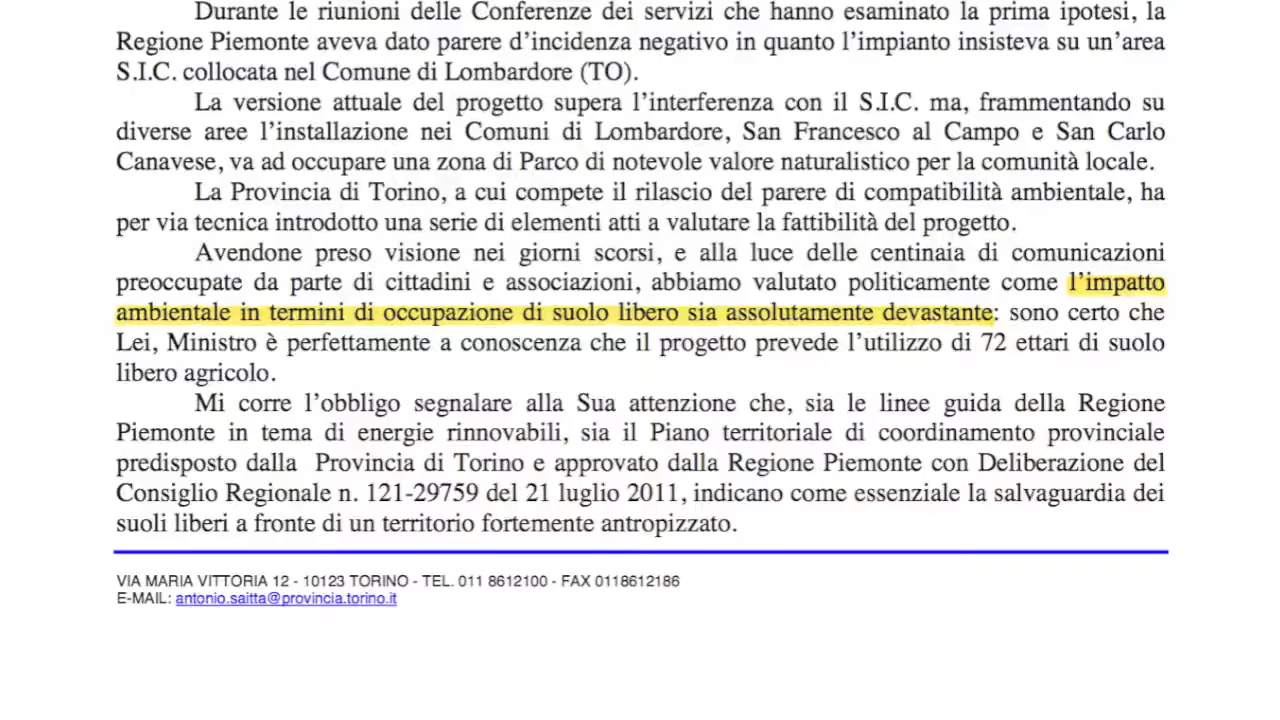 Durante le riunioni delle Conferenze dei servizi che hanno esaminato la prima ipotesi, la
Regione Piemonte aveva dato parere d’incidenza negativo in quanto l’impianto insisteva su un’area
S.I.C. collocata nel Comune di Lombardore (TO).
La versione attuale del progetto supera l’interferenza con il S.I.C. ma, frammentando su
diverse aree l’installazione nei Comuni di Lombardore, San Francesco al Campo e San Carlo
Canavese, va ad occupare una zona di Parco di notevole valore naturalistico per la comunità locale.
La Provincia di Torino, a cui compete il rilascio del parere di compatibilità ambientale, ha
per via tecnica introdotto una serie di elementi atti a valutare la fattibilità del progetto.
Avendone preso visione nei giorni scorsi, e alla luce delle centinaia di comunicazioni
preoccupate da parte di cittadini e associazioni, abbiamo valutato politicamente come l’impatto
ambientale in termini di occupazione di suolo libero sia assolutamente devastante: sono certo che
Lei, Ministro è perfettamente a conoscenza che il progetto prevede l’utilizzo di 72 ettari di suolo
libero agricolo.
Mi corre l’obbligo segnalare alla Sua attenzione che, sia le linee guida della Regione
Piemonte in tema di energie rinnovabili, sia il Piano territoriale di coordinamento provinciale
predisposto dalla Provincia di Torino e approvato dalla Regione Piemonte con Deliberazione del
Consiglio Regionale n. 121-29759 del 21 luglio 2011, indicano come essenziale la salvaguardia dei
suoli liberi a fronte di un territorio fortemente antropizzato.
VIA MARIA VITTORIA 12 - 10123 TORINO - TEL. 011 8612100 - FAX 0118612186
E-MAIL: antonio.saitta@provincia.torino.it